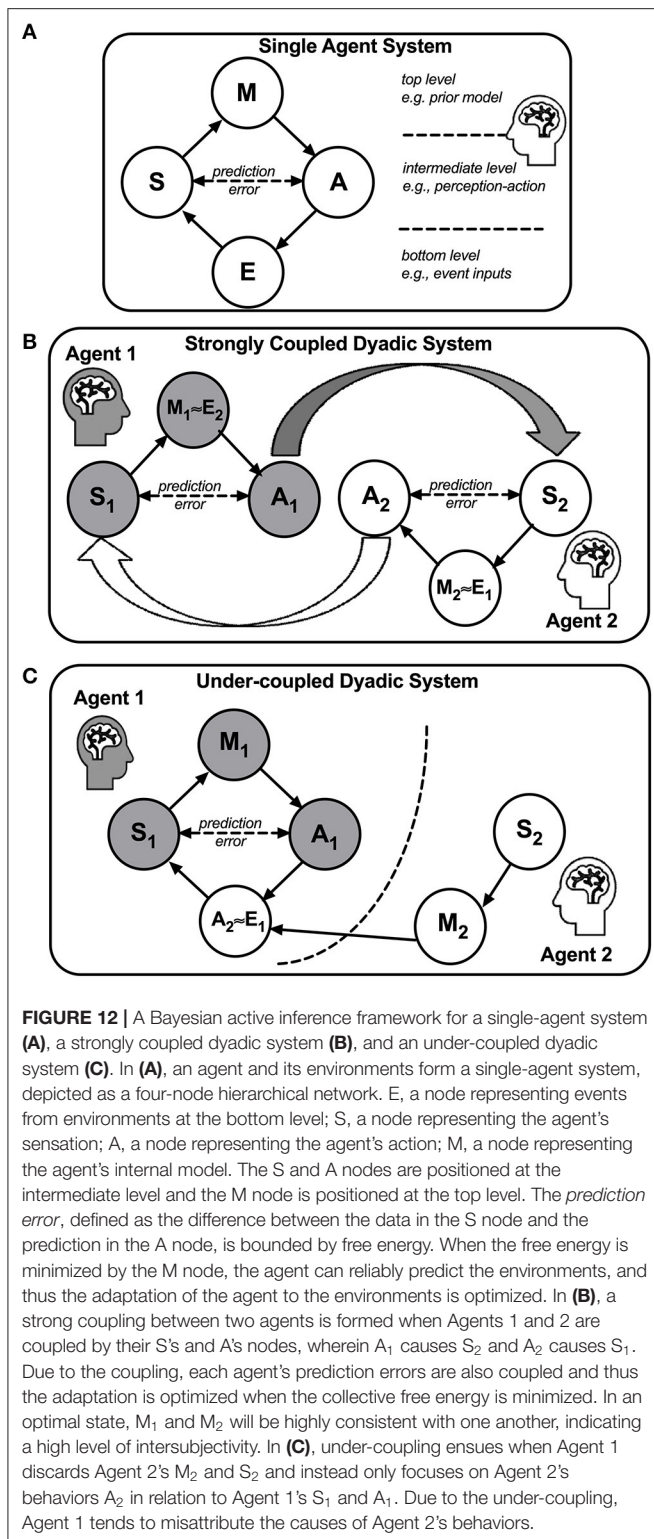 A
Single Agent System
M
top level
e.g. prior model
S
prediction
error
A
intermediate level
e.g., perception-action
E
bottom level
e.g., event inputs
B
Strongly Coupled Dyadic System
Agent 1
M₁≈E₂
S₁
prediction
error
A₁
A₂
prediction
error
S₂
M₂≈E₁
Agent 2
C
Under-coupled Dyadic System
Agent 1
M₁
S₁
prediction
error
A₁
S₂
A₂≈E₁
M₂
Agent 2
FIGURE 12 | A Bayesian active inference framework for a single-agent system
(A), a strongly coupled dyadic system (B), and an under-coupled dyadic
system (C). In (A), an agent and its environments form a single-agent system,
depicted as a four-node hierarchical network. E, a node representing events
from environments at the bottom level; S, a node representing the agent's
sensation; A, a node representing the agent's action; M, a node representing
the agent's internal model. The S and A nodes are positioned at the
intermediate level and the M node is positioned at the top level. The prediction
error, defined as the difference between the data in the S node and the
prediction in the A node, is bounded by free energy. When the free energy is
minimized by the M node, the agent can reliably predict the environments, and
thus the adaptation of the agent to the environments is optimized. In (B), a
strong coupling between two agents is formed when Agents 1 and 2 are
coupled by their S's and A's nodes, wherein A₁ causes S₂ and A₂ causes S₁.
Due to the coupling, each agent's prediction errors are also coupled and thus
the adaptation is optimized when the collective free energy is minimized. In an
optimal state, M₁ and M₂ will be highly consistent with one another, indicating
a high level of intersubjectivity. In (C), under-coupling ensues when Agent 1
discards Agent 2's M₂ and S₂ and instead only focuses on Agent 2's
behaviors A₂ in relation to Agent 1's S₁ and A₁. Due to the under-coupling,
Agent 1 tends to misattribute the causes of Agent 2's behaviors.